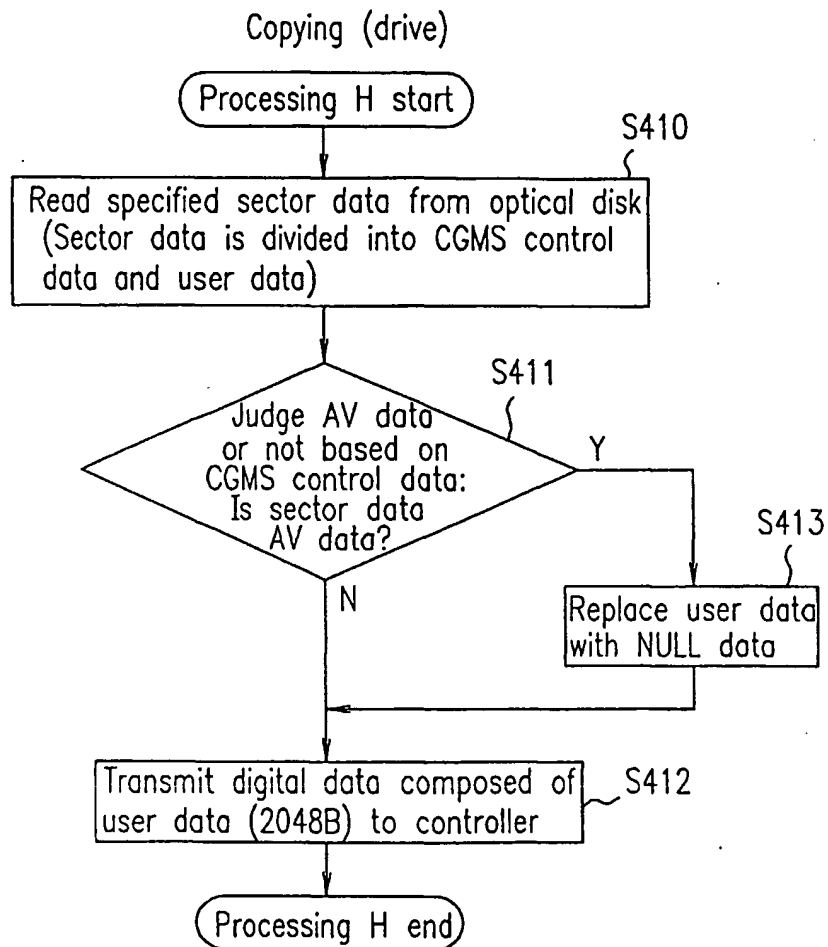 Copying (drive)
Processing H start
S410
Read specified sector data from optical disk
(Sector data is divided into CGMS control
data and user data)
S411
Judge AV data
or not based on
CGMS control data:
Is sector data
AV data?
Y
N
S413
Replace user data
with NULL data
Transmit digital data composed of
user data (2048B) to controller
S412
Processing H end